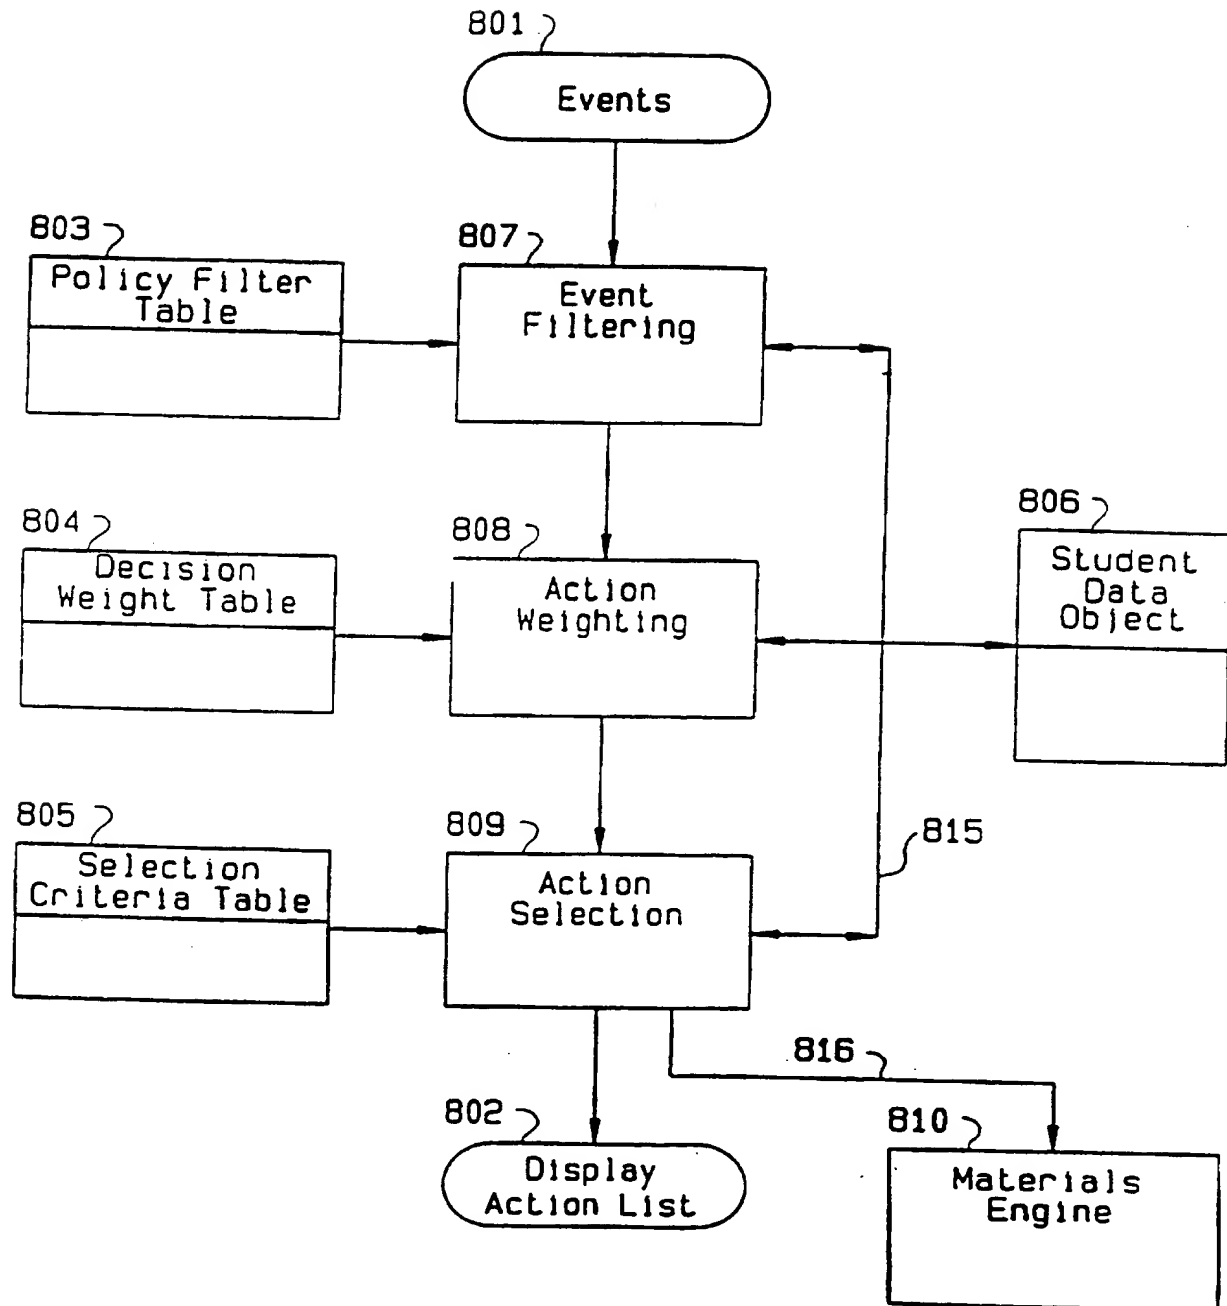 801
Events
803
Policy Filter
Table
807
Event
Filtering
804
Decision
Weight Table
808
Action
Weighting
806
Student
Data
Object
805
Selection
Criteria Table
809
Action
Selection
815
816
802
Display
Action List
810
Materials
Engine